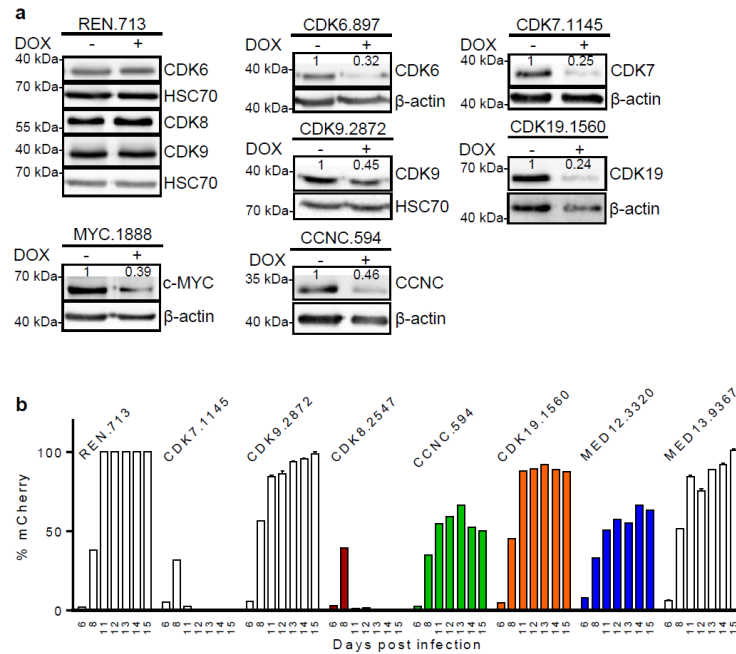 a
REN.713
DOX - +
40 kDa
CDK6
70 kDa
HSC70
55 kDa
CDK8
40 kDa
CDK9
70 kDa
HSC70
CDK6.897
DOX - +
1 0.32
40 kDa
CDK6
40 kDa
β-actin
CDK7.1145
DOX - +
1 0.25
40 kDa
CDK7
40 kDa
β-actin
CDK9.2872
DOX - +
1 0.45
40 kDa
CDK9
70 kDa
HSC70
CDK19.1560
DOX - +
1 0.24
70 kDa
CDK19
40 kDa
β-actin
MYC.1888
DOX - +
1 0.39
70 kDa
c-MYC
40 kDa
β-actin
CCNC.594
DOX - +
1 0.46
35 kDa
CCNC
40 kDa
β-actin
b
REN.713 CDK7.1145 CDK9.2872 CDK8.2547 CCNC.594 CDK19.1560 MED12.3320 MED13.9367
% mCherry
100
50
0
6 8 11 12 13 14 15 6 8 11 12 13 14 15 6 8 11 12 13 14 15 6 8 11 12 13 14 15 6 8 11 12 13 14 15 6 8 11 12 13 14 15 6 8 11 12 13 14 15 6 8 11 12 13 14 15
Days post infection